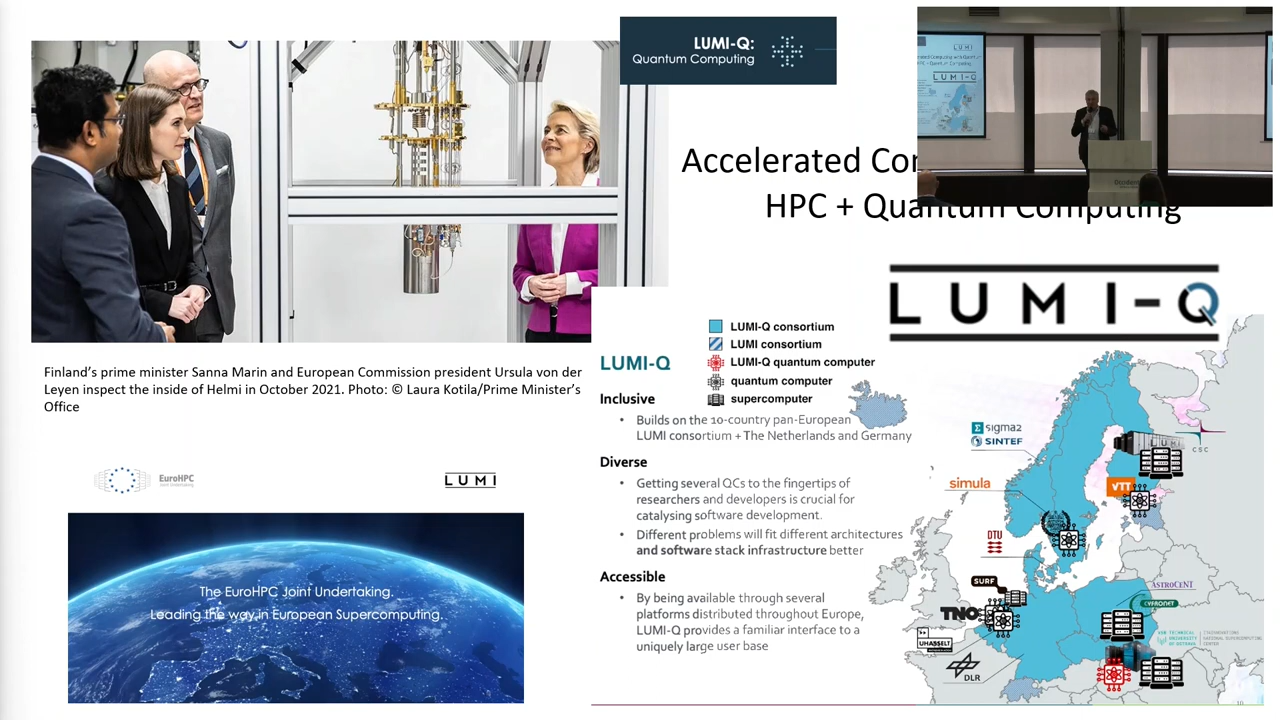 LUMI-Q:
Quantum Computing
HPC + Quantum Computing
LUMI-Q
Finland's prime minister Sanna Marin and European Commission president Ursula von der
Leyen inspect the inside of Helmi in October 2021. Photo: © Laura Kotila/Prime Minister's
Office
EuroHPC
Joint Undertaking
LUMI
The EuroHPC Joint Undertaking.
Leading the way in European Supercomputing.
LUMI-Q consortium
LUMI consortium
LUMI-Q quantum computer
quantum computer
supercomputer
LUMI-Q
Inclusive
• Builds on the 10-country pan-European
LUMI consortium + The Netherlands and Germany
Diverse
• Getting several QCs to the fingertips of
researchers and developers is crucial for
catalysing software development.
• Different problems will fit different architectures
and software stack infrastructure better
Accessible
• By being available through several
platforms distributed throughout Europe,
LUMI-Q provides a familiar interface to a
uniquely large user base
sigma2
SINTEF
simula
DTU
LUMI
CSC
VTT
SURF
TNO
UHASSELT
DLR
ASTROCENT
CYFRONET
10